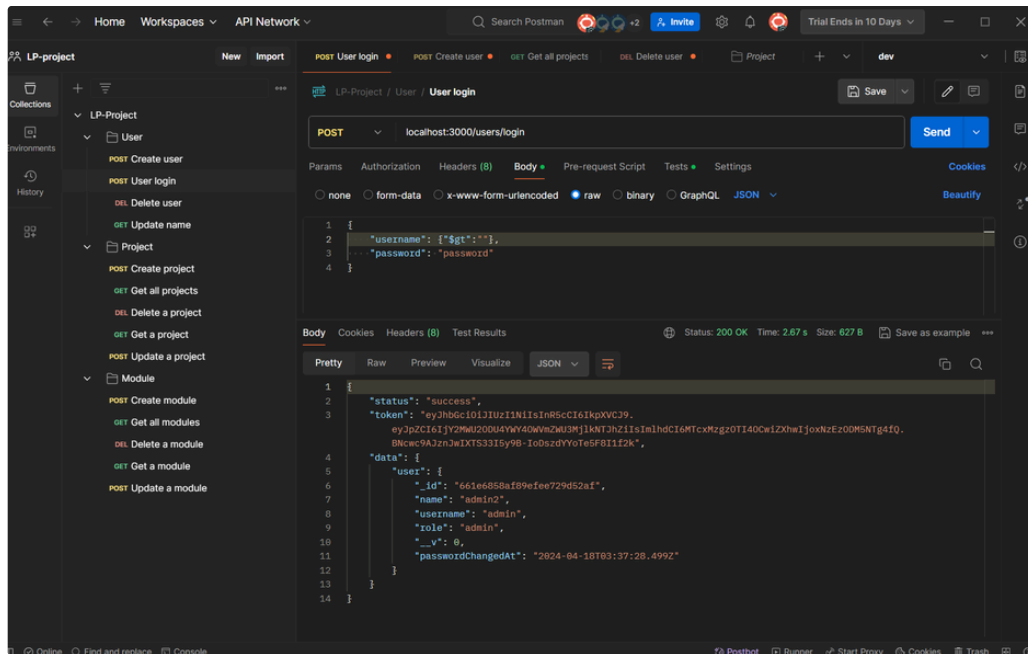 Home Workspaces API Network Search Postman +2 Invite Trial Ends in 10 Days
LP-project New Import
POST User login POST Create user GET Get all projects DEL Delete user Project dev
Collections
Environments
History
LP-Project
User
POST Create user
POST User login
DEL Delete user
GET Update name
Project
POST Create project
GET Get all projects
DEL Delete a project
GET Get a project
POST Update a project
Module
POST Create module
GET Get all modules
DEL Delete a module
GET Get a module
POST Update a module
HTTP LP-Project / User / User login Save
POST localhost:3000/users/login Send
Params Authorization Headers (8) Body Pre-request Script Tests Settings Cookies
none form-data x-www-form-urlencoded raw binary GraphQL JSON Beautify
1 {
2 "username": {"$gt":""},
3 "password": "password"
4 }
Body Cookies Headers (8) Test Results Status: 200 OK Time: 2.67 s Size: 627 B Save as example
Pretty Raw Preview Visualize JSON
1 {
2 "status": "success",
3 "token": "eyJhbGciOiJIUzI1NiIsInR5cCI6IkpXVCJ9.
4 "data": {
5 "user": {
6 "_id": "661e6858af89efee729d52af",
7 "name": "admin2",
8 "username": "admin",
9 "role": "admin",
10 "__v": 0,
11 "passwordChangedAt": "2024-04-18T03:37:28.499Z"
12 }
13 }
14 }
Online Find and replace Console Postbot Runner Start Proxy Cookies Trash